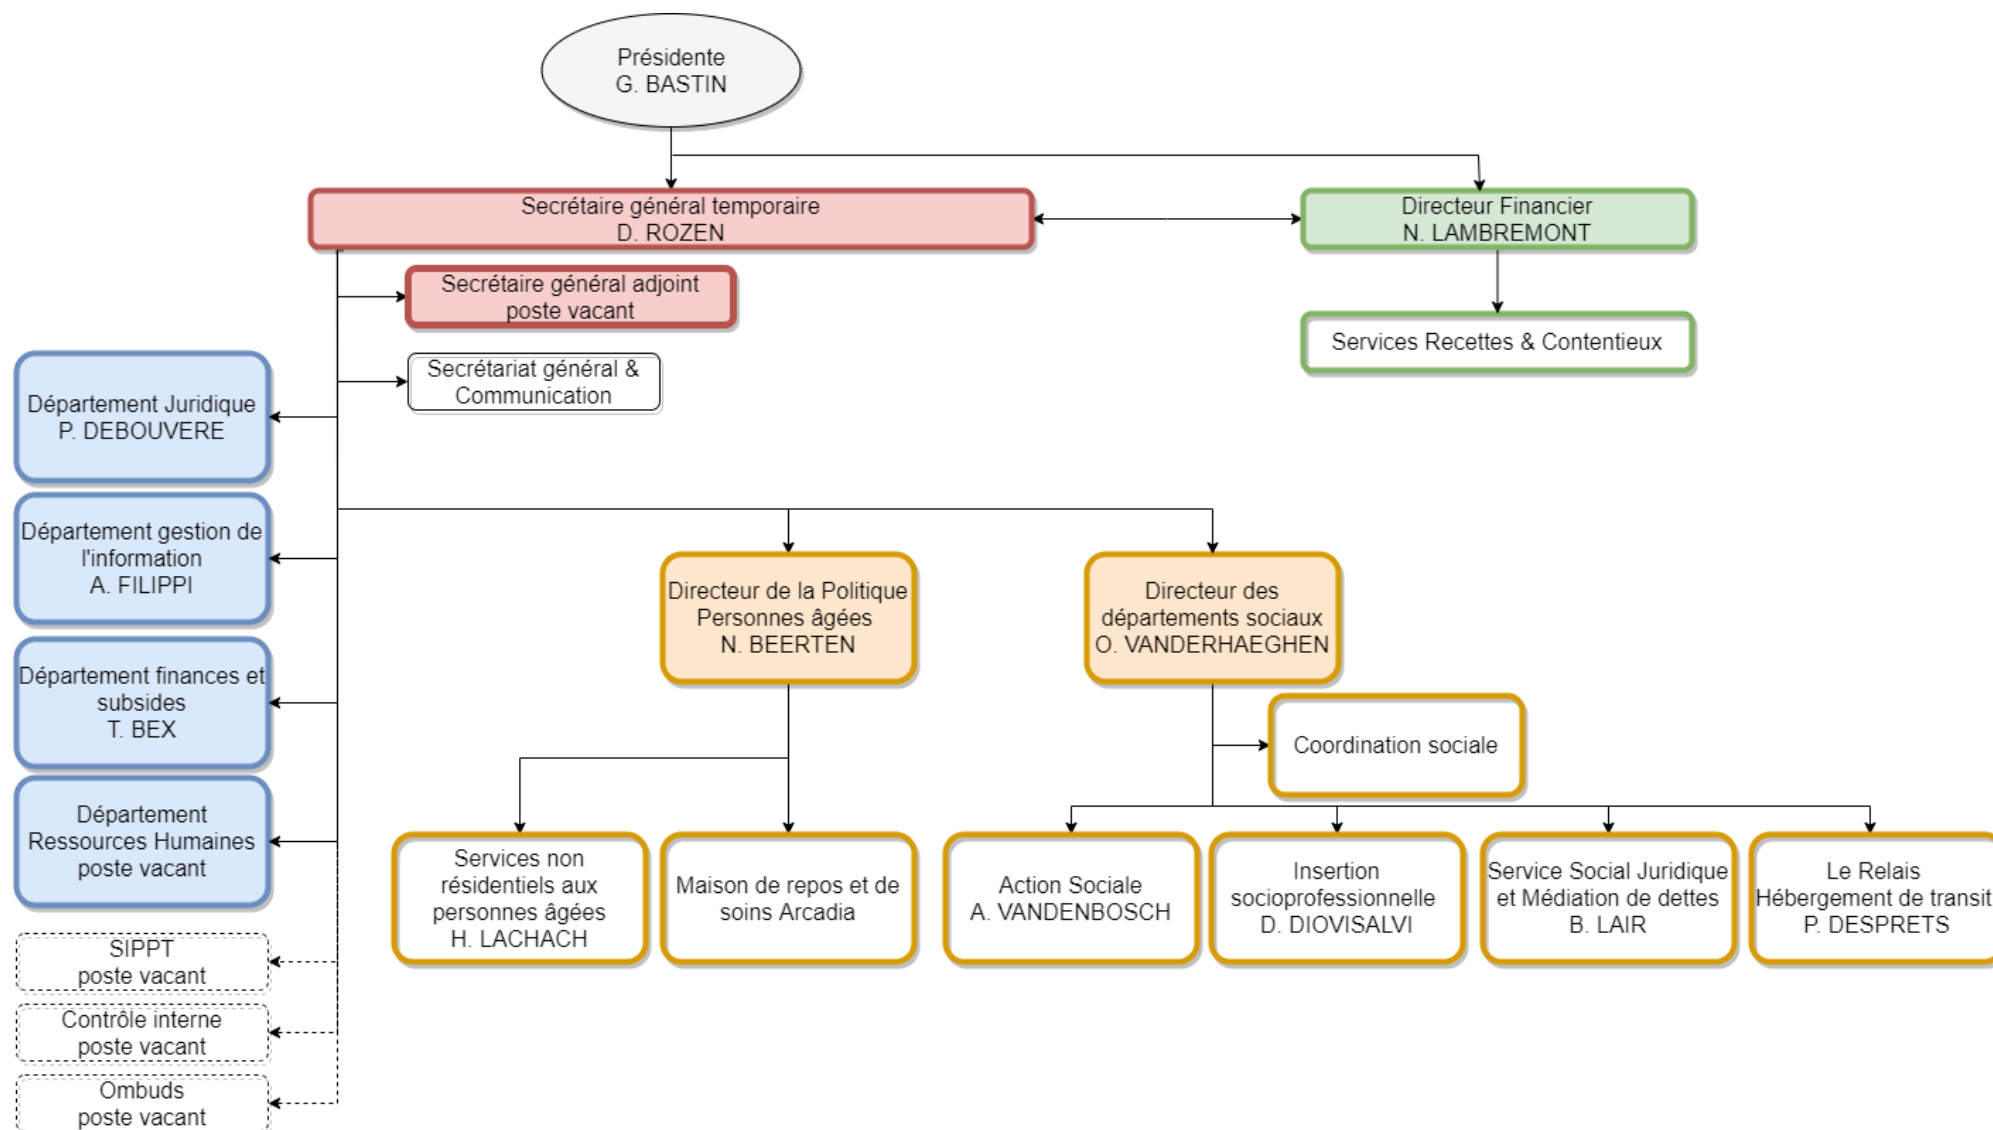 Présidente
G. BASTIN
Secrétaire général temporaire
D. ROZEN
Directeur Financier
N. LAMBREMONT
Secrétaire général adjoint
poste vacant
Services Recettes & Contentieux
Secrétariat général &
Communication
Département Juridique
P. DEBOUVERE
Département gestion de
l'information
A. FILIPPI
Département finances et
subsides
T. BEX
Département
Ressources Humaines
poste vacant
SIPPT
poste vacant
Contrôle interne
poste vacant
Ombuds
poste vacant
Directeur de la Politique
Personnes âgées
N. BEERTEN
Directeur des
départements sociaux
O. VANDERHAEGHEN
Coordination sociale
Services non
résidentiels aux
personnes âgées
H. LACHACH
Maison de repos et de
soins Arcadia
Action Sociale
A. VANDENBOSCH
Insertion
socioprofessionnelle
D. DIOVISALVI
Service Social Juridique
et Médiation de dettes
B. LAIR
Le Relais
Hébergement de transit
P. DESPRETS